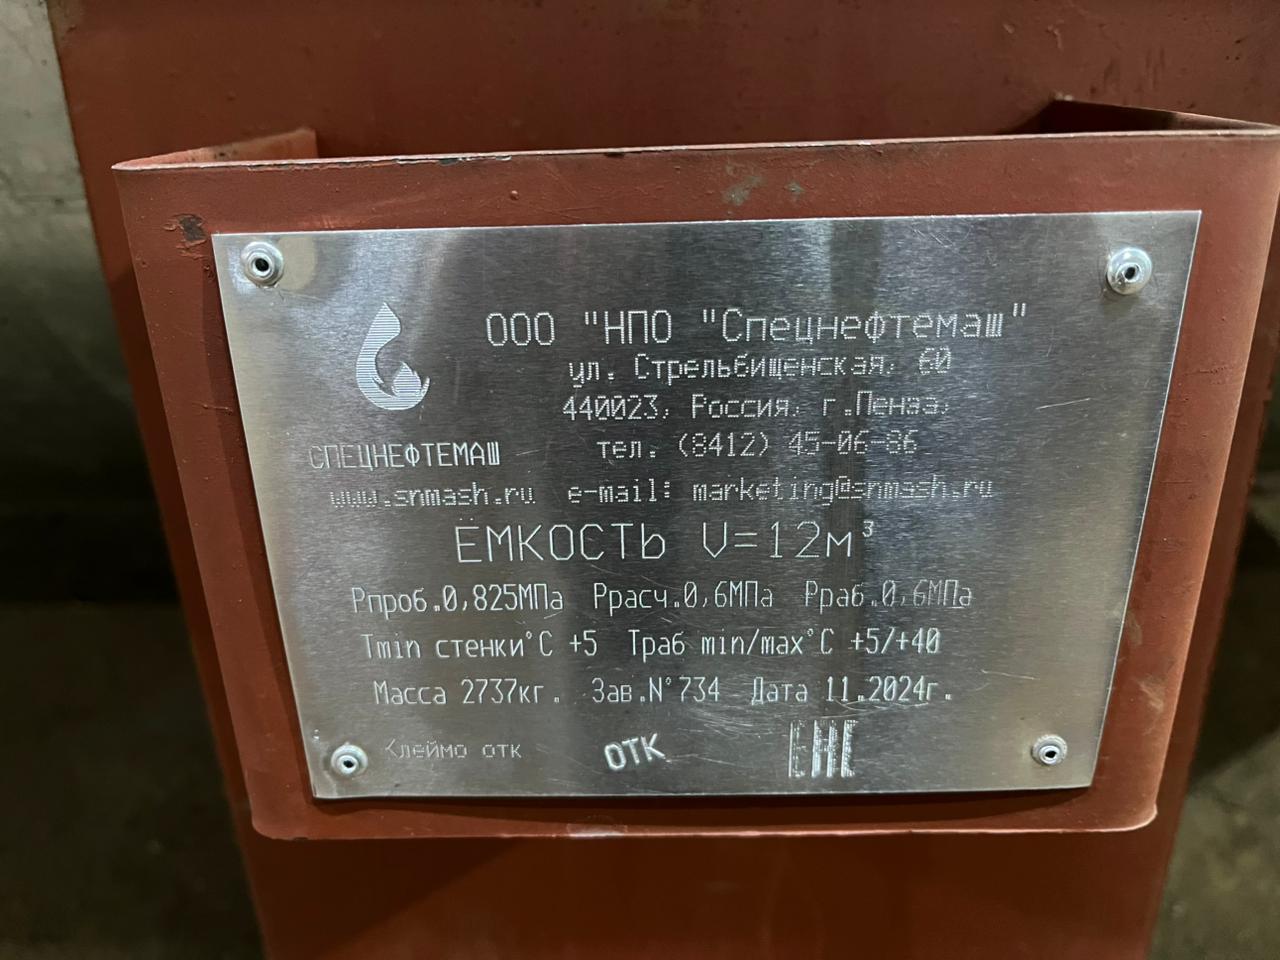 ООО "НПО "Спецнефтемаш"
ул. Стрельбищенская, 60
440023, Россия, г.Пенза,
СПЕЦНЕФТЕМАШ тел. (8412) 45-06-86
www.snmash.ru e-mail: marketing@snmash.ru
ЁМКОСТЬ V=12м³
Рпроб.0,825МПа Ррасч.0,6МПа Рраб.0,6МПа
Tmin стенки°С +5 Траб min/max°С +5/+40
Масса 2737кг. Зав.N°734 Дата 11.2024г.
Клеймо отк ОТК ЕАС